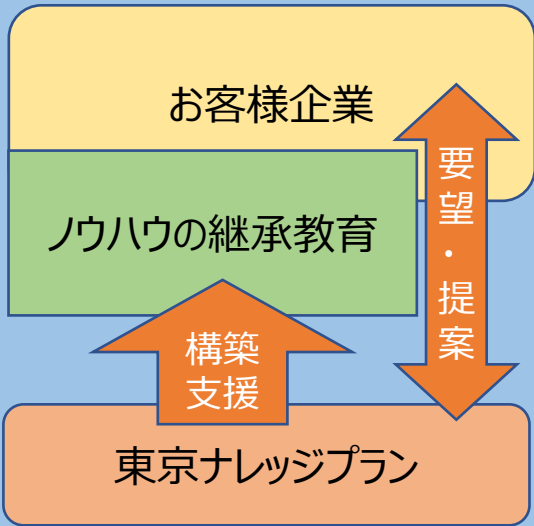 お客様企業
ノウハウの継承教育
要望・提案
構築
支援
東京ナレッジプラン